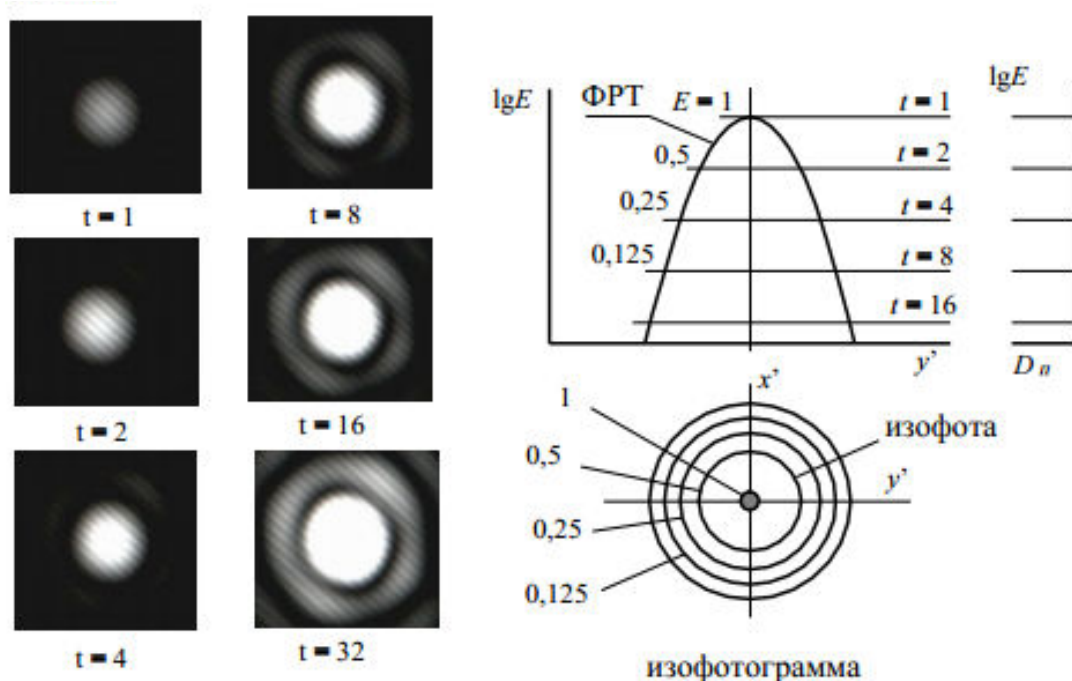 t = 1
t = 8
t = 2
t = 16
t = 4
t = 32
lgE
ФРТ
E = 1
t = 1
0,5
t = 2
0,25
t = 4
0,125
t = 8
t = 16
y’
lgE
D п
x’
1
изофота
0,5
y’
0,25
0,125
изофотограмма